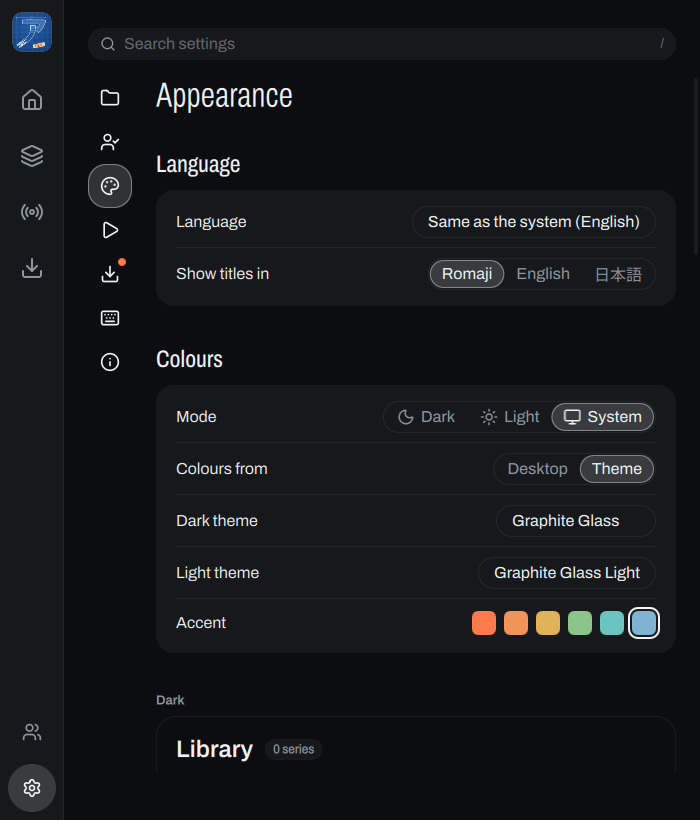 Search settings /
Appearance
Language
Language Same as the system (English)
Show titles in Romaji English 日本語
Colours
Mode Dark Light System
Colours from Desktop Theme
Dark theme Graphite Glass
Light theme Graphite Glass Light
Accent
Dark
Library 0 series